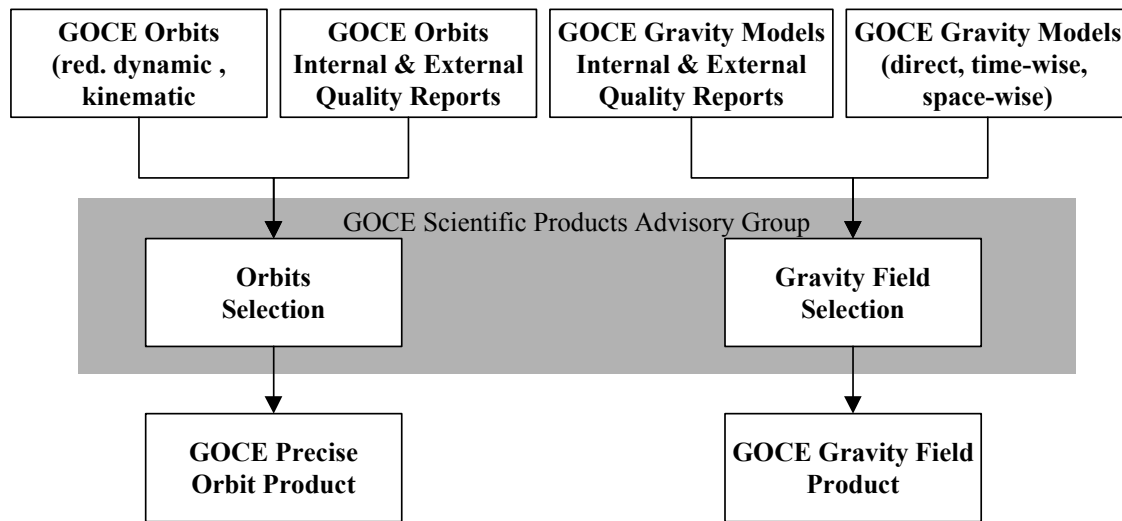 GOCE Orbits
(red. dynamic ,
kinematic
GOCE Orbits
Internal & External
Quality Reports
GOCE Gravity Models
Internal & External
Quality Reports
GOCE Gravity Models
(direct, time-wise,
space-wise)
GOCE Scientific Products Advisory Group
Orbits
Selection
Gravity Field
Selection
GOCE Precise
Orbit Product
GOCE Gravity Field
Product